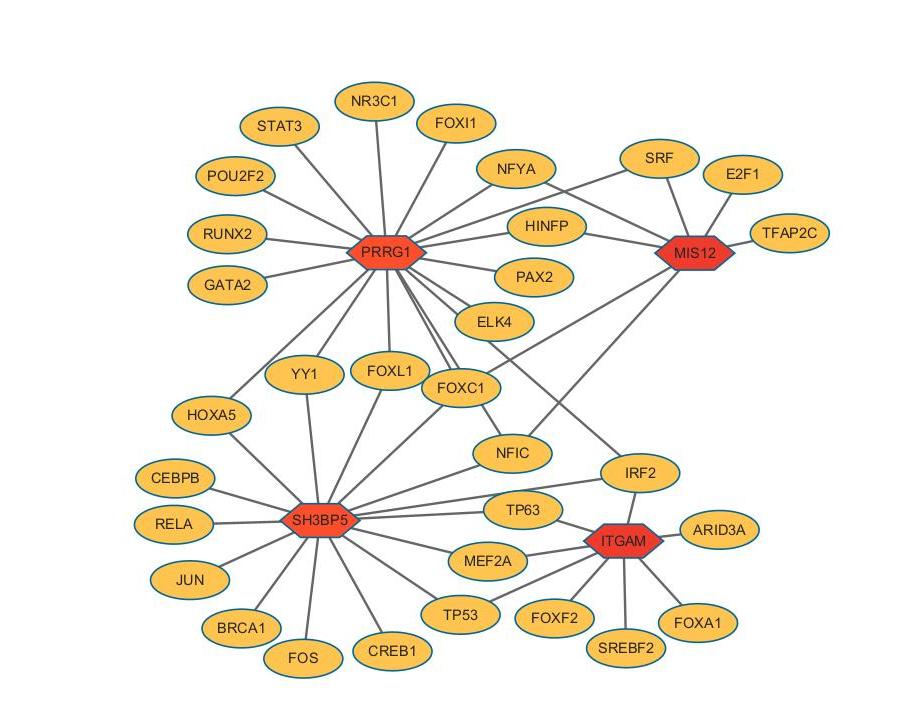 NR3C1
STAT3
FOXI1
NFYA
SRF
E2F1
POU2F2
RUNX2
HINFP
TFAP2C
PRRG1
MIS12
GATA2
PAX2
ELK4
YY1
FOXL1
FOXC1
HOXA5
NFIC
IRF2
CEBPB
RELA
SH3BP5
TP63
ITGAM
ARID3A
MEF2A
JUN
TP53
FOXF2
FOXA1
BRCA1
FOS
CREB1
SREBF2